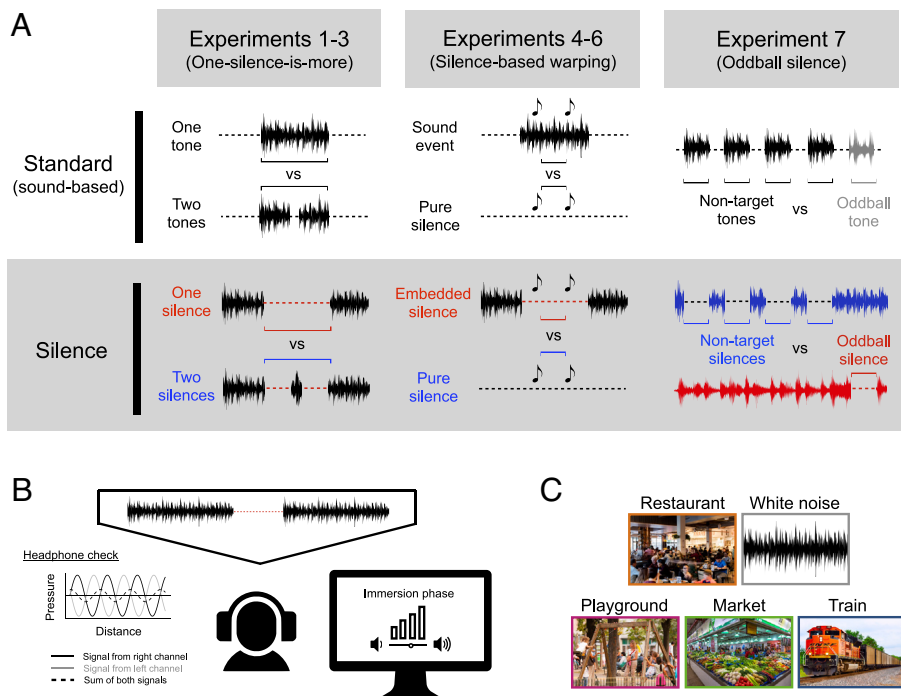 A
Experiments 1-3
(One-silence-is-more)
Experiments 4-6
(Silence-based warping)
Experiment 7
(Oddball silence)
Standard
(sound-based)
One
tone
vs
Two
tones
Sound
event
vs
Pure
silence
Non-target
tones
vs
Oddball
tone
Silence
One
silence
vs
Two
silences
Embedded
silence
vs
Pure
silence
Non-target
silences
vs
Oddball
silence
B
Headphone check
Pressure
Distance
Signal from right channel
Signal from left channel
Sum of both signals
Immersion phase
C
Restaurant
White noise
Playground
Market
Train